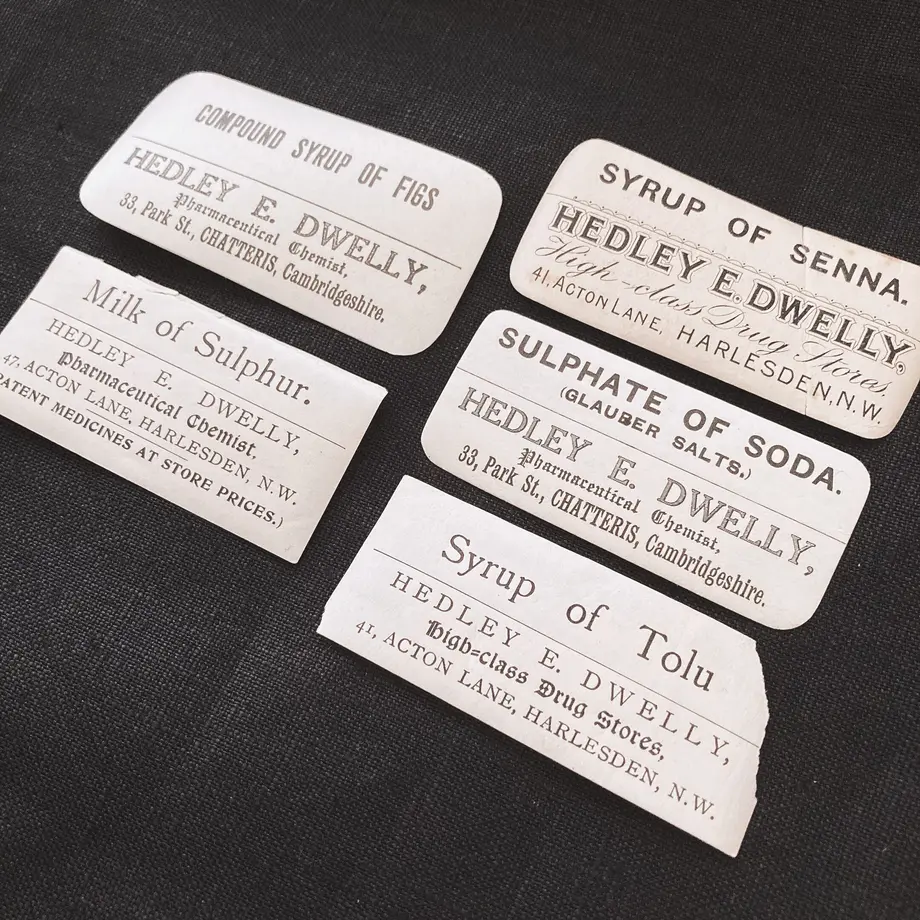 COMPOUND SYRUP OF FIGS
HEDLEY E. DWELLY,
Pharmaceutical Chemist,
33, Park St., CHATTERIS, Cambridgeshire.
SYRUP OF SENNA.
HEDLEY E. DWELLY,
High-class Drug Stores,
41, ACTON LANE, HARLESDEN, N.W.
Milk of Sulphur.
HEDLEY E. DWELLY,
Pharmaceutical Chemist.
47, ACTON LANE, HARLESDEN, N.W.
PATENT MEDICINES AT STORE PRICES.)
SULPHATE OF SODA.
(GLAUBER SALTS.)
HEDLEY E. DWELLY,
Pharmaceutical Chemist,
33, Park St., CHATTERIS, Cambridgeshire.
Syrup of Tolu
HEDLEY E. DWELLY,
High=class Drug Stores,
41, ACTON LANE, HARLESDEN, N.W.